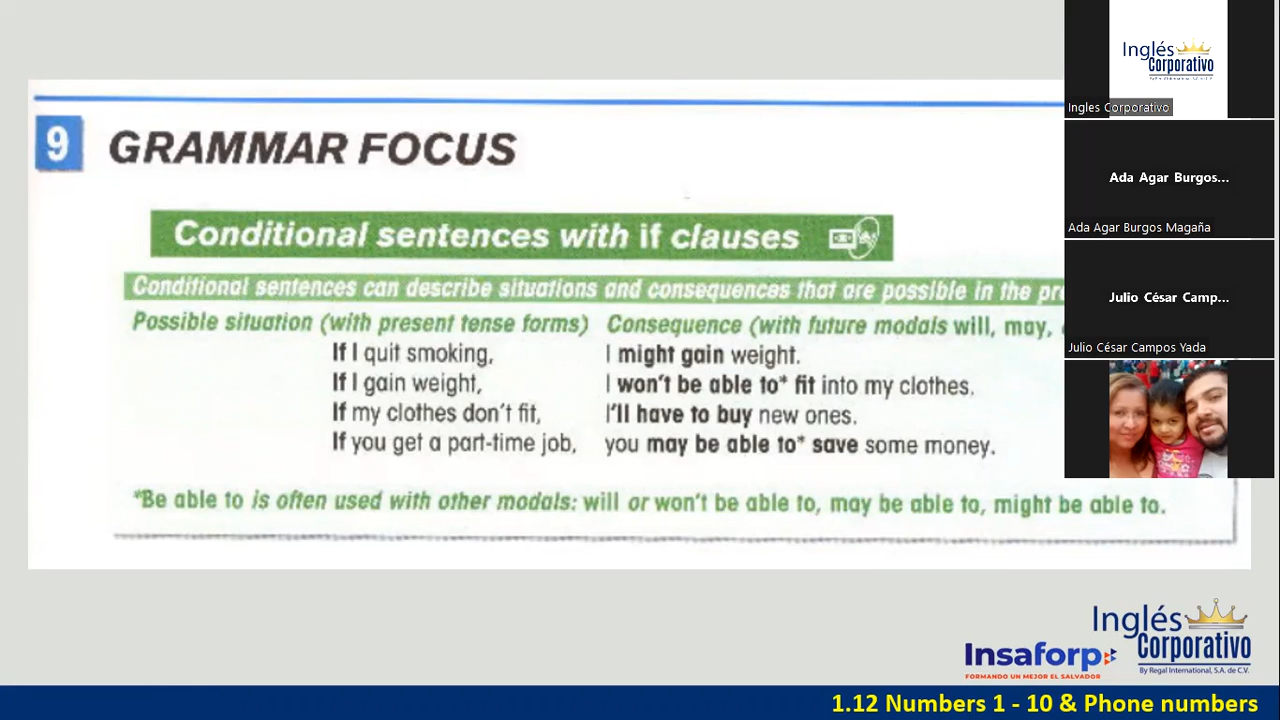 9 GRAMMAR FOCUS
Conditional sentences with if clauses
Conditional sentences can describe situations and consequences that are possible in the
Possible situation (with present tense forms) Consequence (with future modals will, may,
If I quit smoking, I might gain weight.
If I gain weight, I won't be able to* fit into my clothes.
If my clothes don't fit, I'll have to buy new ones.
If you get a part-time job, you may be able to* save some money.
*Be able to is often used with other modals: will or won't be able to, may be able to, might be able to.
Inglés
Corporativo
By Regal International, S.A. de C.V.
Ingles Corporativo
Ada Agar Burgos...
Ada Agar Burgos Magaña
Julio César Camp...
Julio César Campos Yada
Inglés
Corporativo
By Regal International, S.A. de C.V.
Insaforp
FORMANDO UN MEJOR EL SALVADOR
1.12 Numbers 1 - 10 & Phone numbers